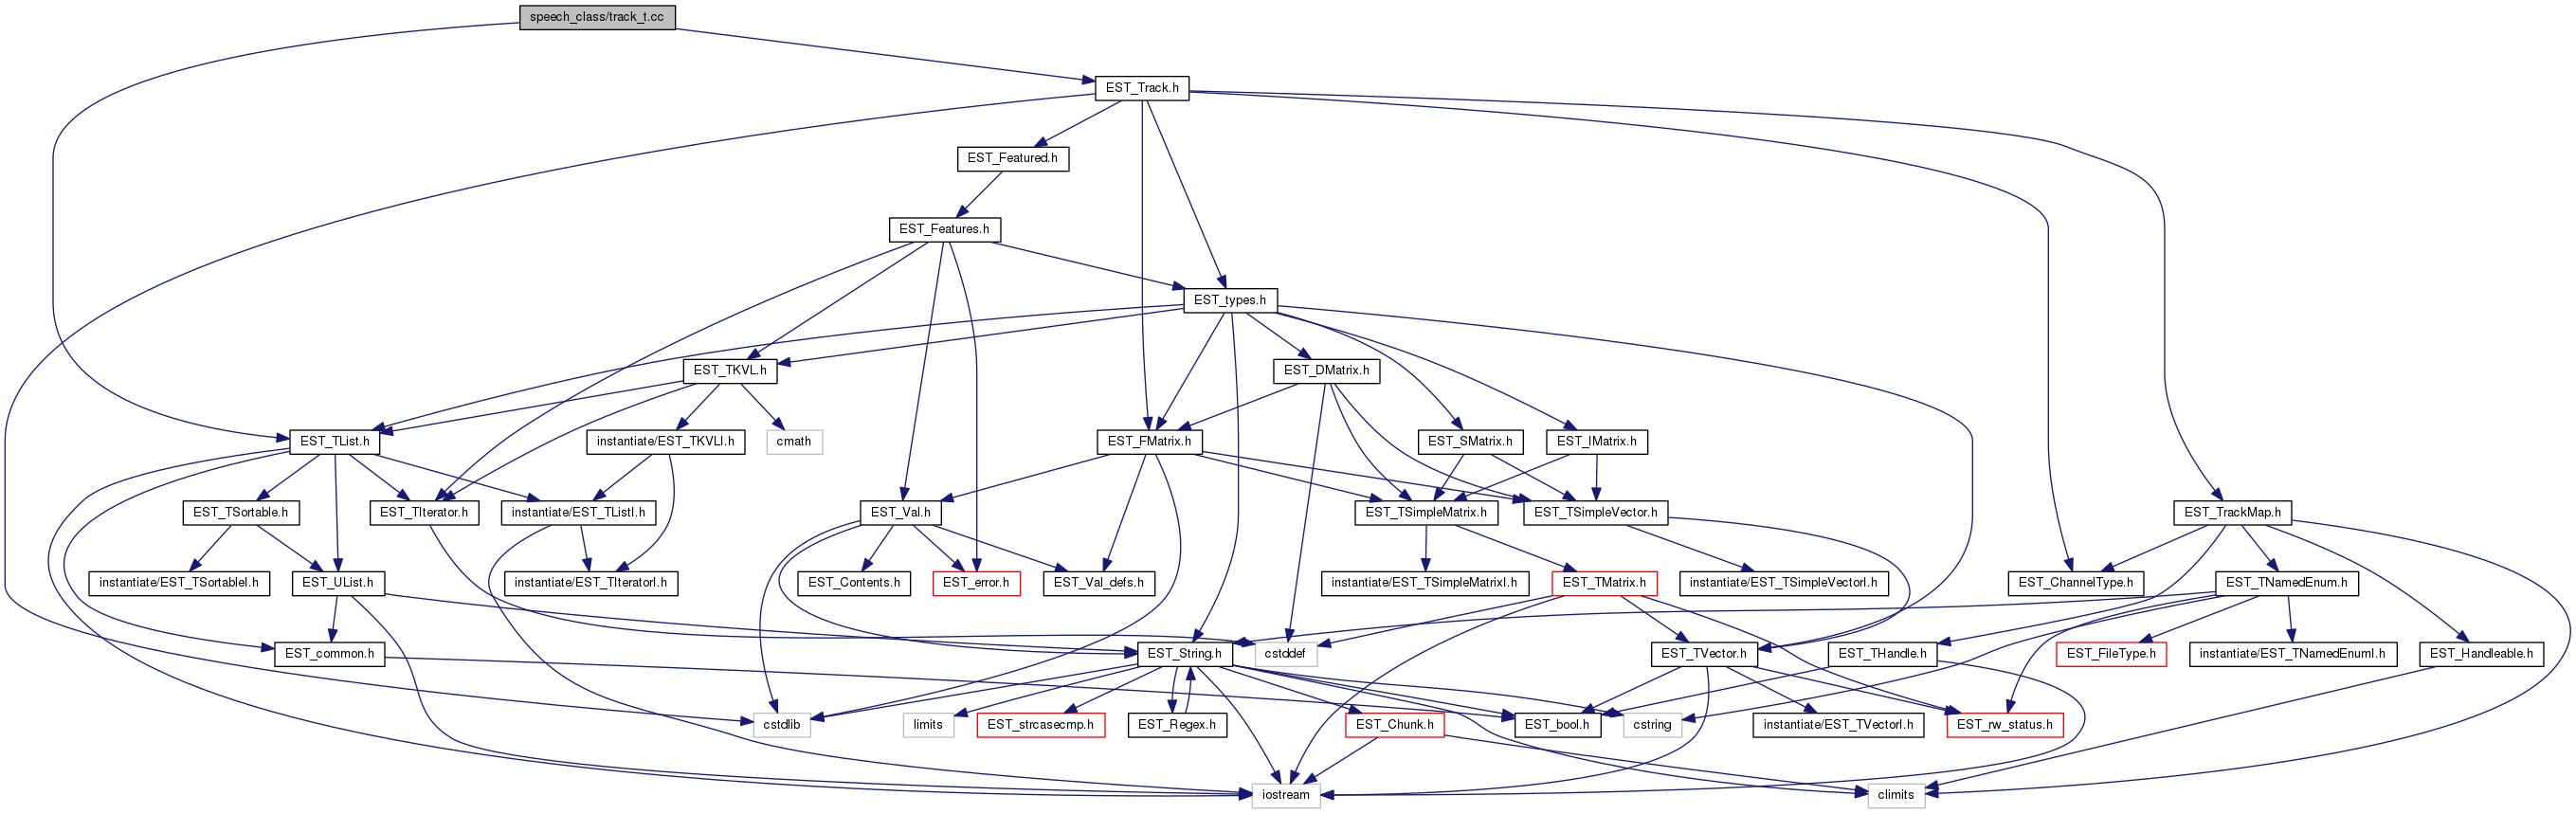 speech_class/track_t.cc
EST_Track.h
EST_Featured.h
EST_Features.h
EST_types.h
EST_TKVL.h
EST_DMatrix.h
EST_TList.h
instantiate/EST_TKVLI.h
cmath
EST_FMatrix.h
EST_SMatrix.h
EST_IMatrix.h
EST_TSortable.h
EST_TIterator.h
instantiate/EST_TListI.h
EST_Val.h
EST_TSimpleMatrix.h
EST_TSimpleVector.h
EST_TrackMap.h
instantiate/EST_TSortableI.h
EST_UList.h
instantiate/EST_TIteratorI.h
EST_Contents.h
EST_error.h
EST_Val_defs.h
instantiate/EST_TSimpleMatrixI.h
EST_TMatrix.h
instantiate/EST_TSimpleVectorI.h
EST_ChannelType.h
EST_TNamedEnum.h
EST_common.h
EST_String.h
cstddef
EST_TVector.h
EST_THandle.h
EST_FileType.h
instantiate/EST_TNamedEnumI.h
EST_Handleable.h
cstdlib
limits
EST_strcasecmp.h
EST_Regex.h
EST_Chunk.h
EST_bool.h
cstring
instantiate/EST_TVectorI.h
EST_rw_status.h
iostream
climits